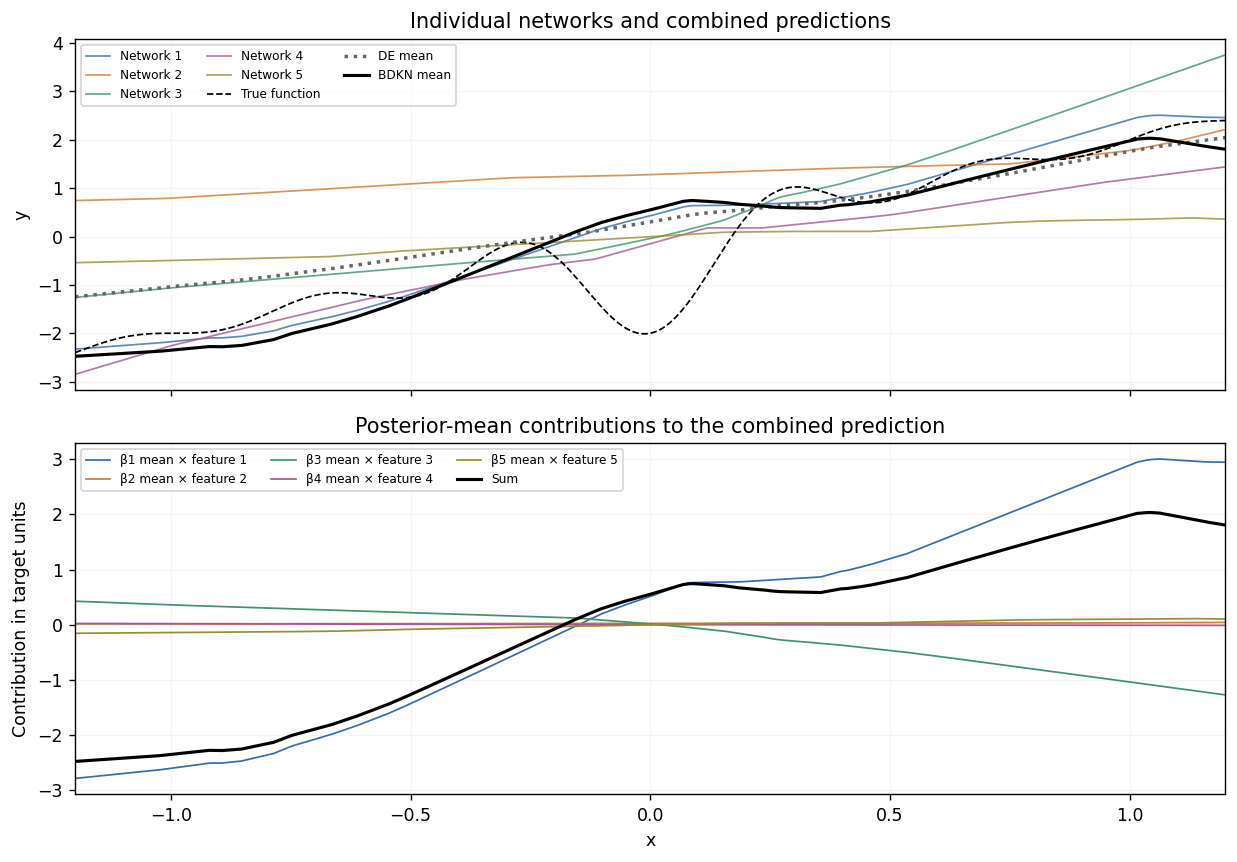 Individual networks and combined predictions
4
3
2
1
0
−1
−2
−3
y
Network 1
Network 2
Network 3
Network 4
Network 5
True function
DE mean
BDKN mean
Posterior-mean contributions to the combined prediction
3
2
1
0
−1
−2
−3
Contribution in target units
β1 mean × feature 1
β2 mean × feature 2
β3 mean × feature 3
β4 mean × feature 4
β5 mean × feature 5
Sum
−1.0
−0.5
0.0
0.5
1.0
x